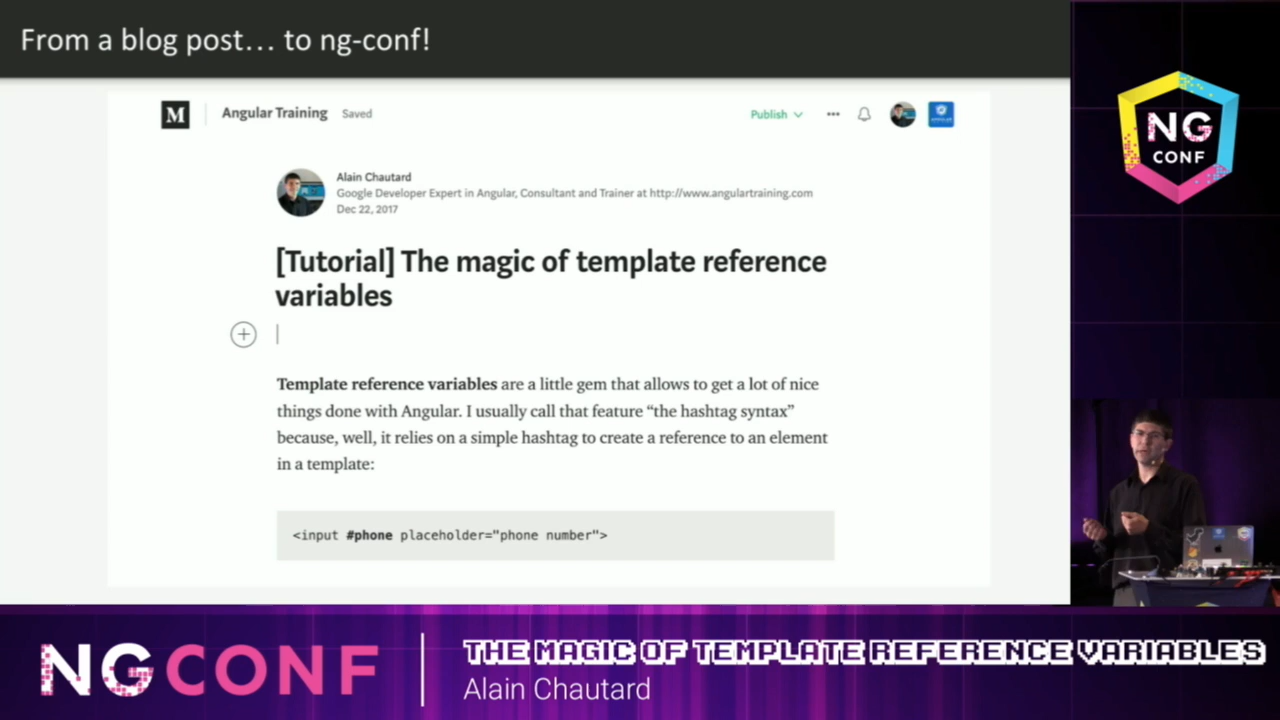 From a blog post... to ng-conf!
M
Angular Training Saved
Publish
Alain Chautard
Google Developer Expert in Angular, Consultant and Trainer at http://www.angulartraining.com
Dec 22, 2017
[Tutorial] The magic of template reference
variables
Template reference variables are a little gem that allows to get a lot of nice
things done with Angular. I usually call that feature “the hashtag syntax”
because, well, it relies on a simple hashtag to create a reference to an element
in a template:
<input #phone placeholder="phone number">
NG
CONF
NGCONF
THE MAGIC OF TEMPLATE REFERENCE VARIABLES
Alain Chautard